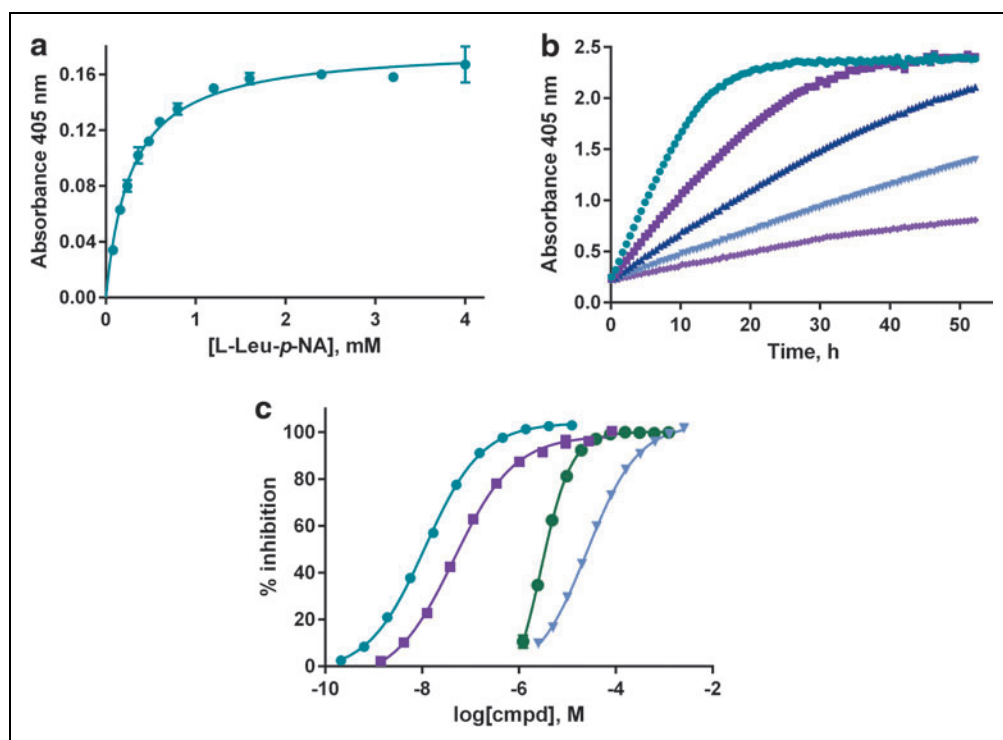 a
Absorbance 405 nm
0.16
0.12
0.08
0.04
0.00
0 1 2 3 4
[L-Leu-p-NA], mM
b
Absorbance 405 nm
2.5
2.0
1.5
1.0
0.5
0.0
0 10 20 30 40 50
Time, h
c
% inhibition
100
80
60
40
20
0
-10 -8 -6 -4 -2
log[cmpd], M